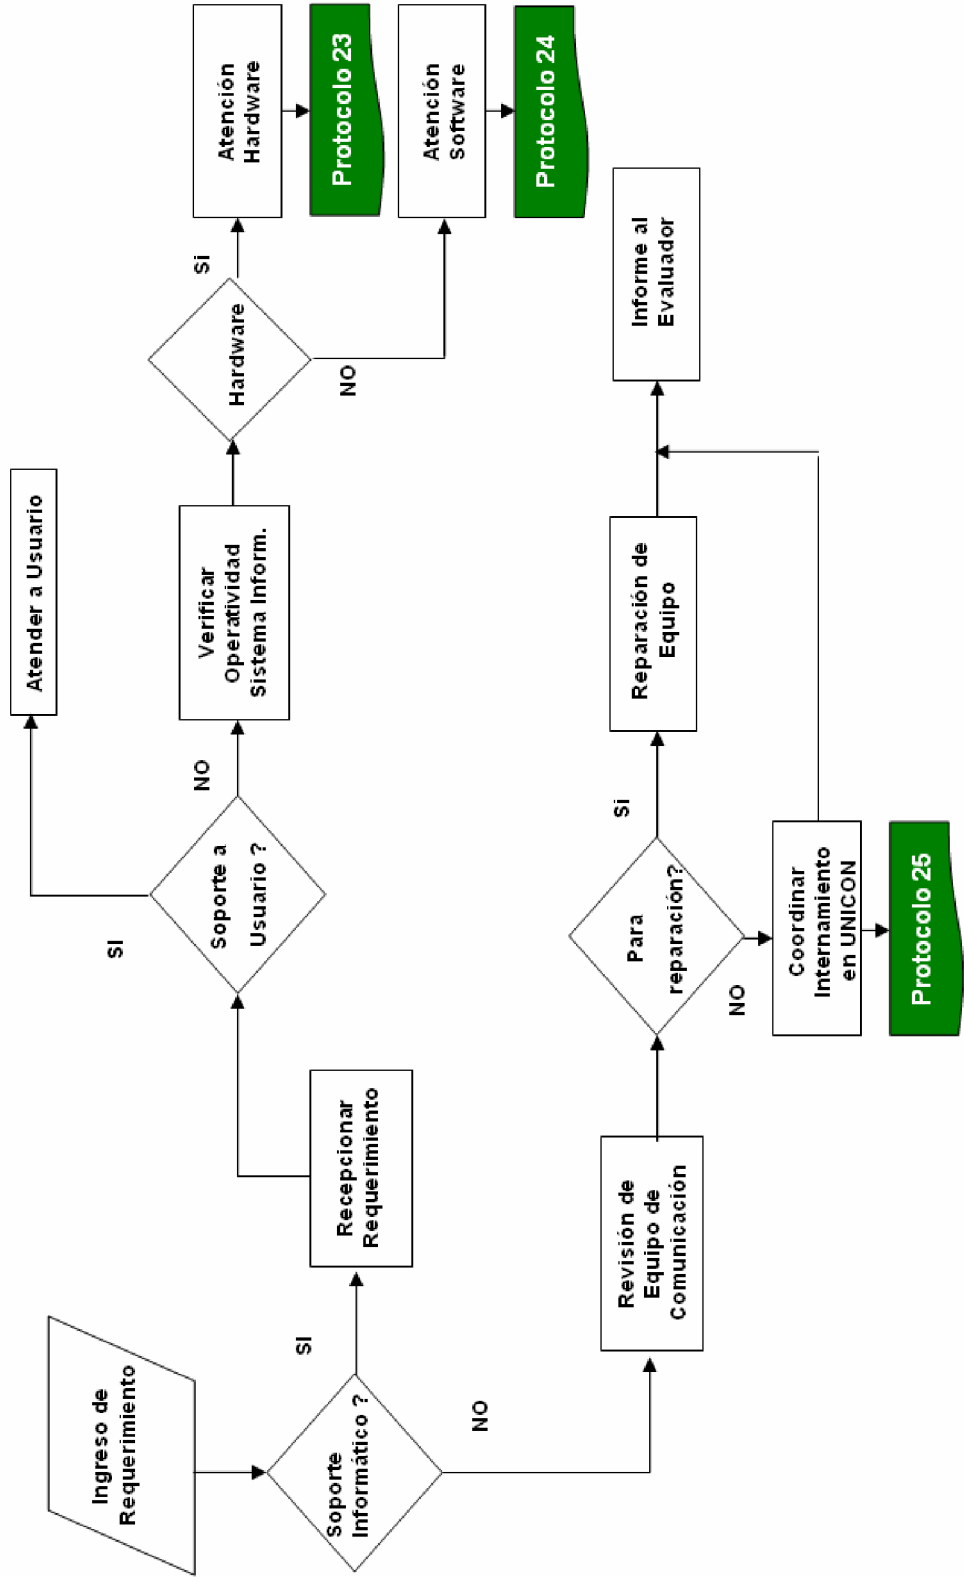 Ingreso de
Requerimiento
Soporte
Informático ?
SI
NO
Recepcionar
Requerimiento
Soporte a
Usuario ?
SI
NO
Atender a Usuario
Verificar
Operatividad
Sistema Inform.
Hardware
Si
NO
Atención
Hardware
Protocolo 23
Atención
Software
Protocolo 24
Revisión de
Equipo de
Comunicación
Para
reparación?
Si
NO
Reparación de
Equipo
Coordinar
Internamiento
en UNICON
Protocolo 25
Informe al
Evaluador